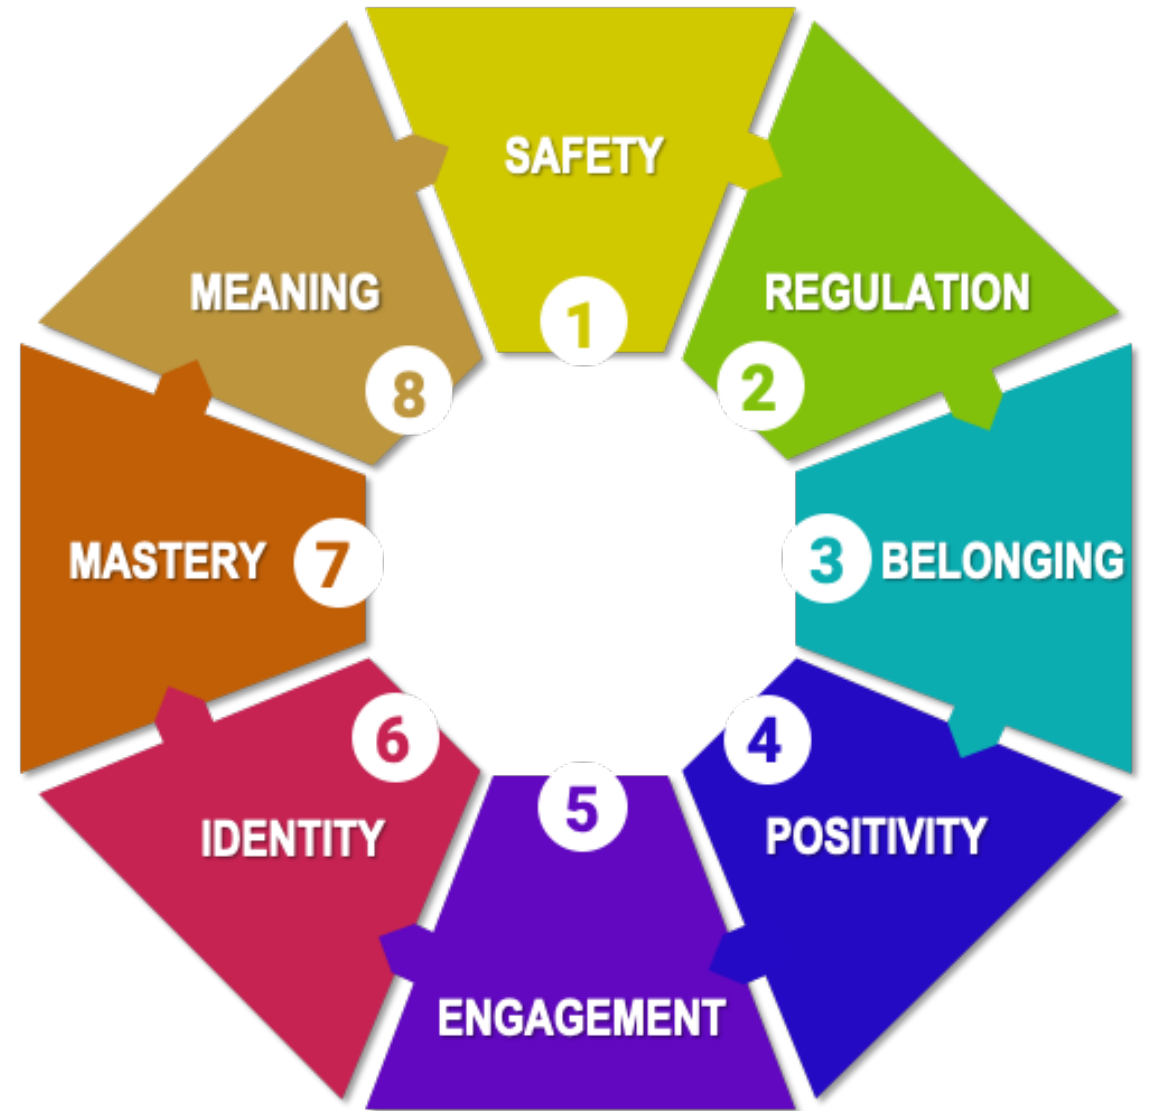 SAFETY
1
REGULATION
2
3 BELONGING
4
POSITIVITY
5
ENGAGEMENT
6
IDENTITY
MASTERY 7
MEANING
8